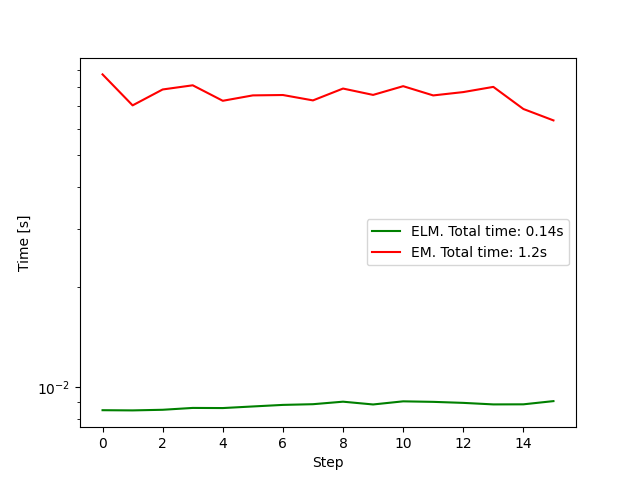 Time [s]
10⁻²
ELM. Total time: 0.14s
EM. Total time: 1.2s
0 2 4 6 8 10 12 14
Step